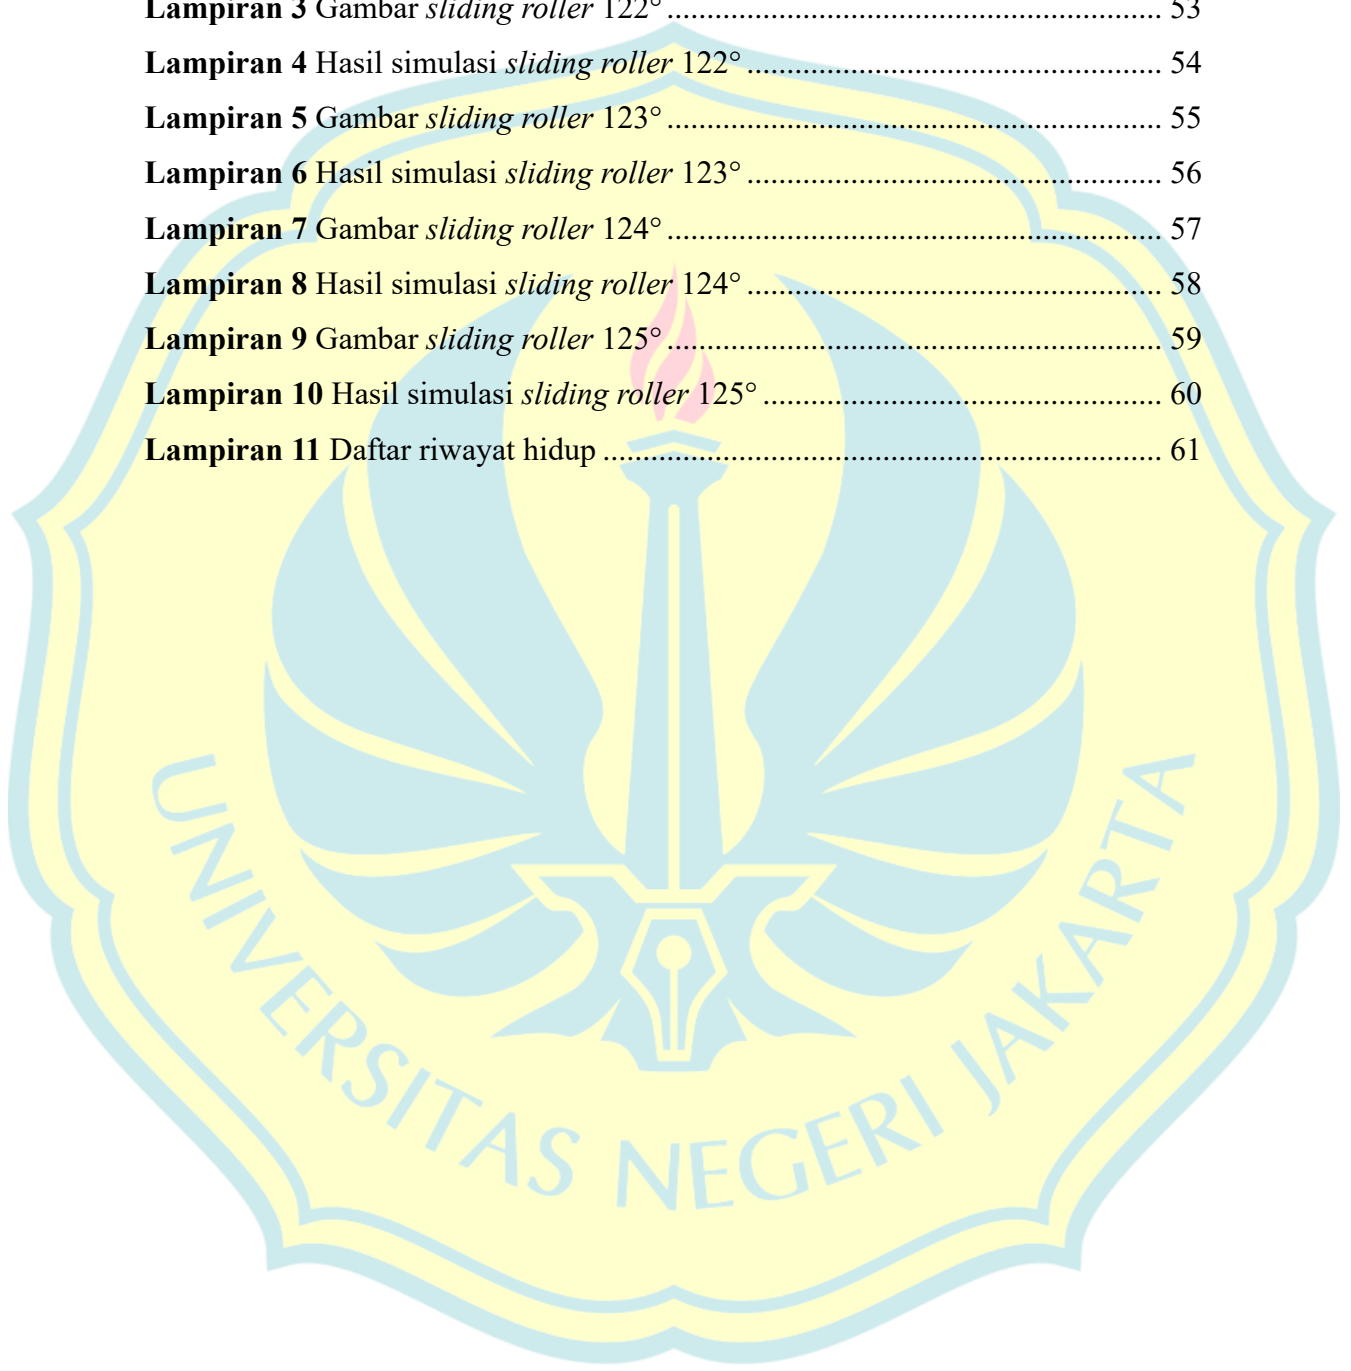 Lampiran 3 Gambar sliding roller 122° ............................................................... 53
Lampiran 4 Hasil simulasi sliding roller 122° ..................................................... 54
Lampiran 5 Gambar sliding roller 123° ............................................................... 55
Lampiran 6 Hasil simulasi sliding roller 123° ..................................................... 56
Lampiran 7 Gambar sliding roller 124° ............................................................... 57
Lampiran 8 Hasil simulasi sliding roller 124° ..................................................... 58
Lampiran 9 Gambar sliding roller 125° ............................................................... 59
Lampiran 10 Hasil simulasi sliding roller 125° ................................................... 60
Lampiran 11 Daftar riwayat hidup ....................................................................... 61
UNIVERSITAS NEGERI JAKARTA